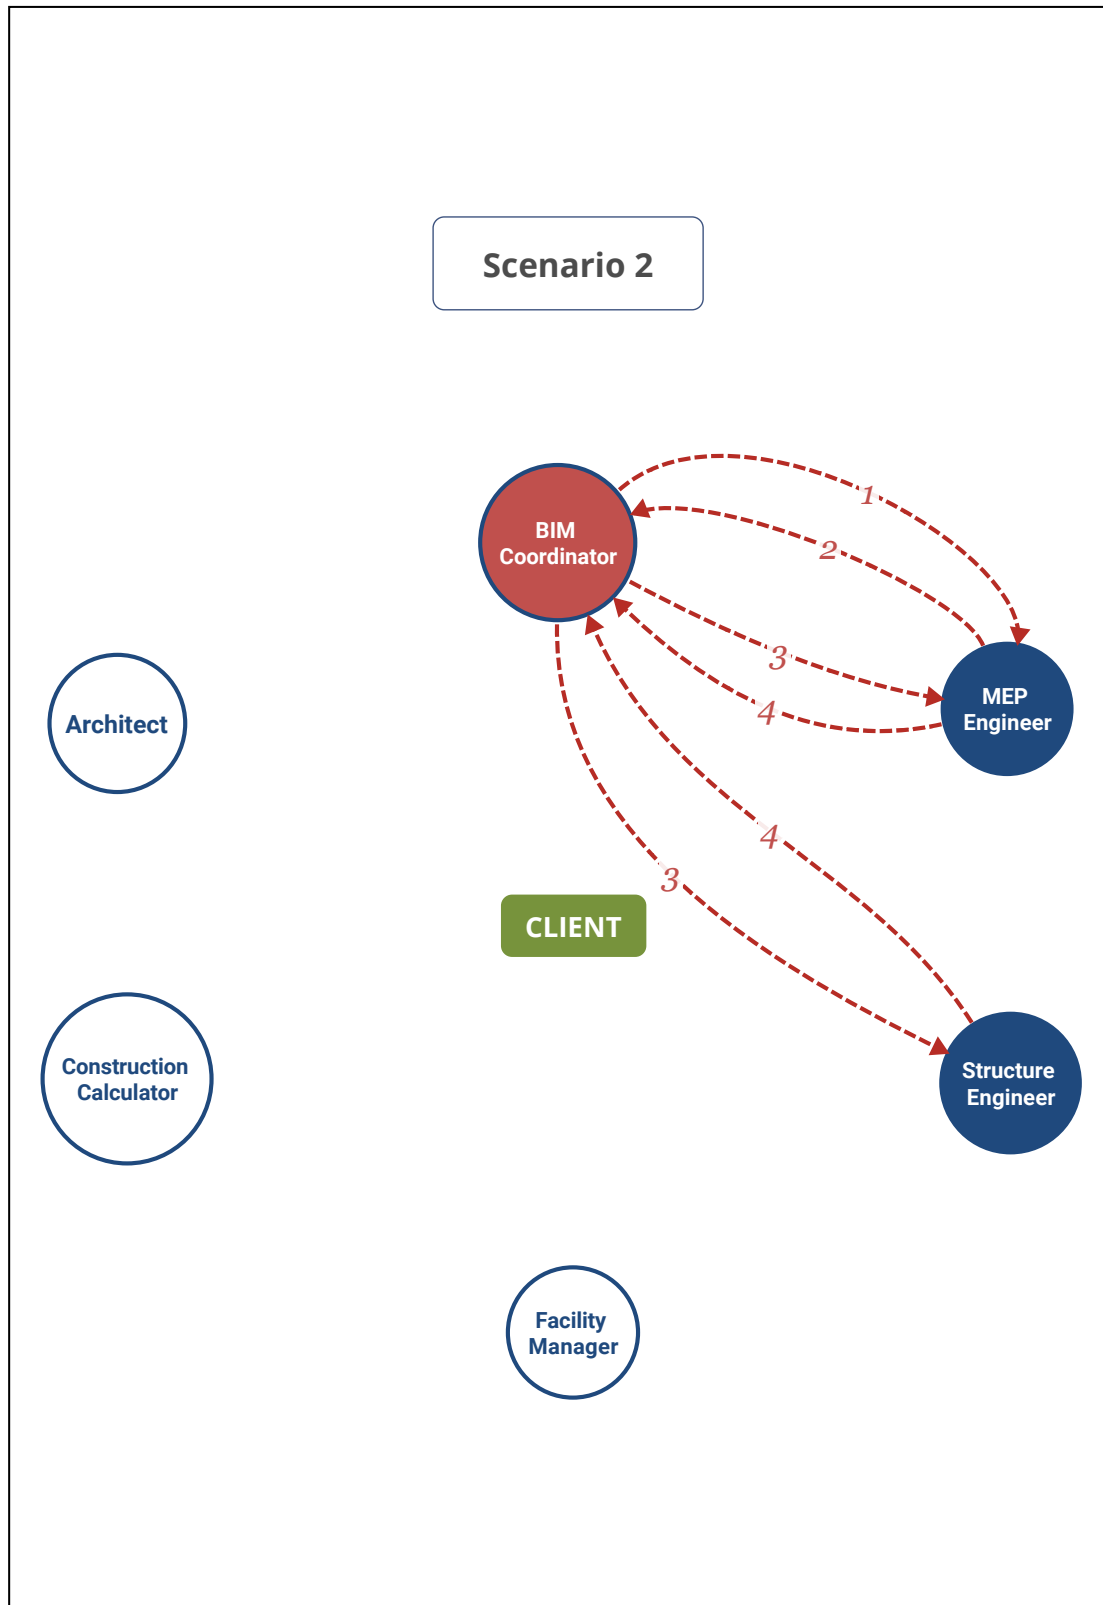 Scenario 2
1
BIM
Coordinator
2
3
MEP
Engineer
4
Architect
4
3
CLIENT
Construction
Calculator
Structure
Engineer
Facility
Manager